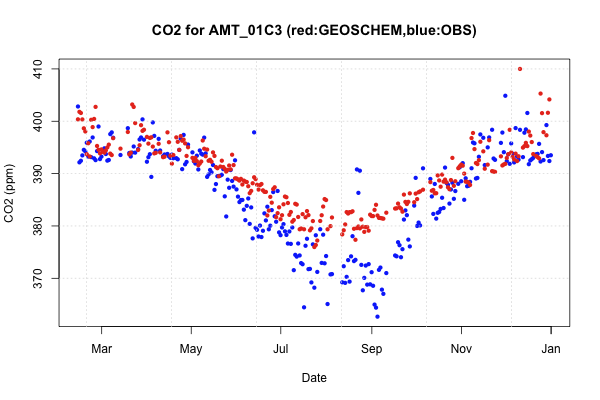 CO2 for AMT_01C3 (red:GEOSCHEM,blue:OBS)
CO2 (ppm)
410
400
390
380
370
Mar May Jul Sep Nov Jan
Date